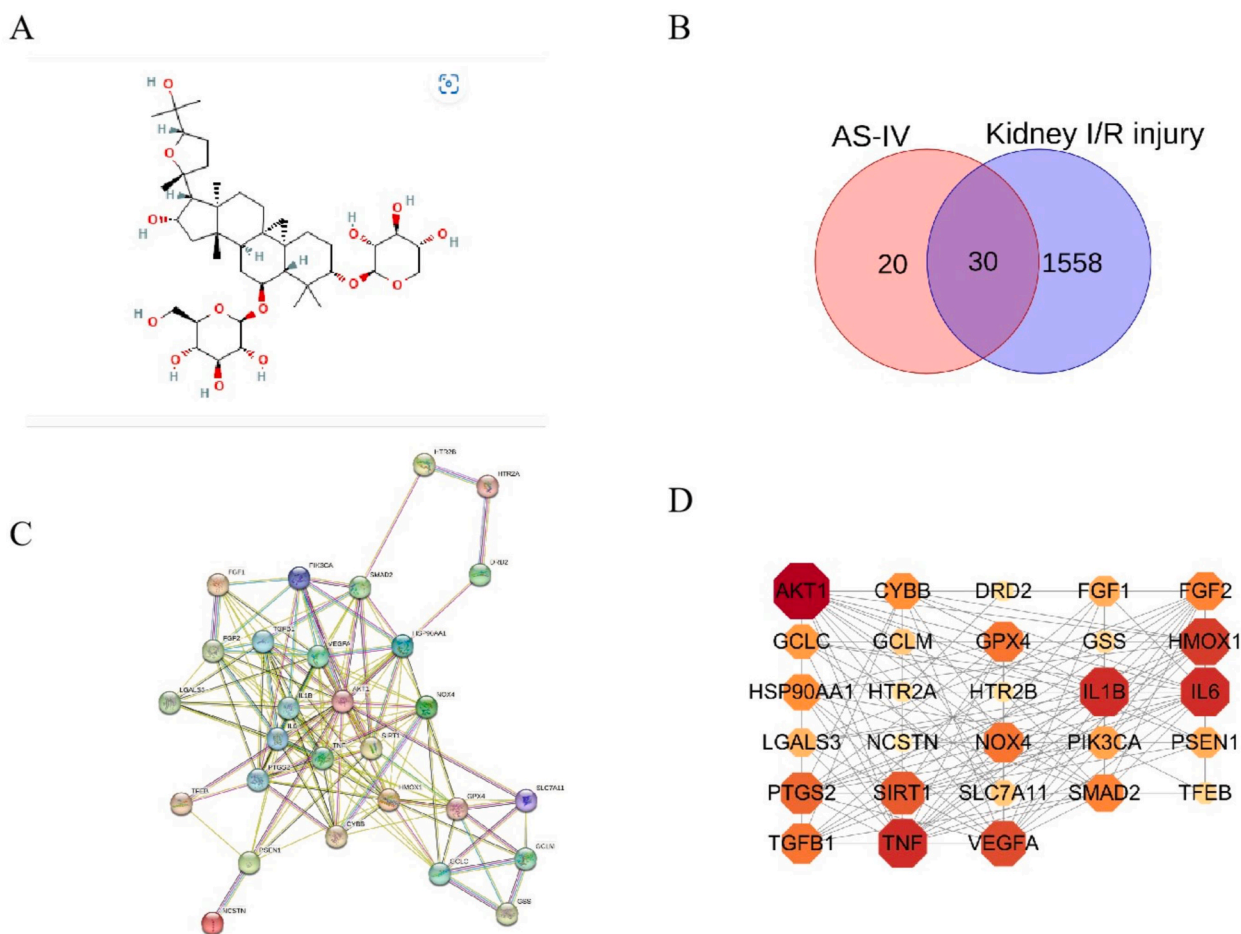 A
H O
H
O
H
O
H
H
O
H
H
O
H
O
H
O
H
O
O
O
O
H
O
O
O
H
O
H
O
H
O
H
B
AS-IV Kidney I/R injury
20 30 1558
C
HTR2B
HTR2A
DRD2
PIK3CA
FGF1
SMAD2
TGFB1
HSP90AA1
FGF2
VEGFA
LGALS3
IL1B
AKT1
NOX4
IL6
SIRT1
TNF
PTGS2
TFEB
HMOX1
GPX4
SLC7A11
CYBB
PSEN1
GCLC
GCLM
GSS
NCSTN
D
AKT1 CYBB DRD2 FGF1 FGF2
GCLC GCLM GPX4 GSS HMOX1
HSP90AA1 HTR2A HTR2B IL1B IL6
LGALS3 NCSTN NOX4 PIK3CA PSEN1
PTGS2 SIRT1 SLC7A11 SMAD2 TFEB
TGFB1 TNF VEGFA